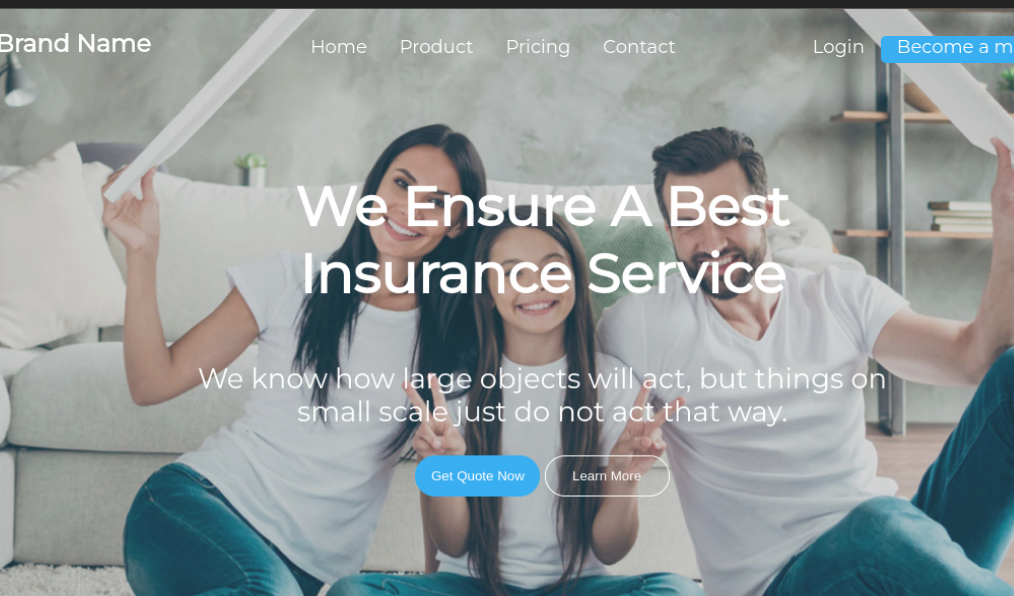 Brand Name
Home Product Pricing Contact
Login Become a m
We Ensure A Best
Insurance Service
We know how large objects will act, but things on
small scale just do not act that way.
Get Quote Now Learn More